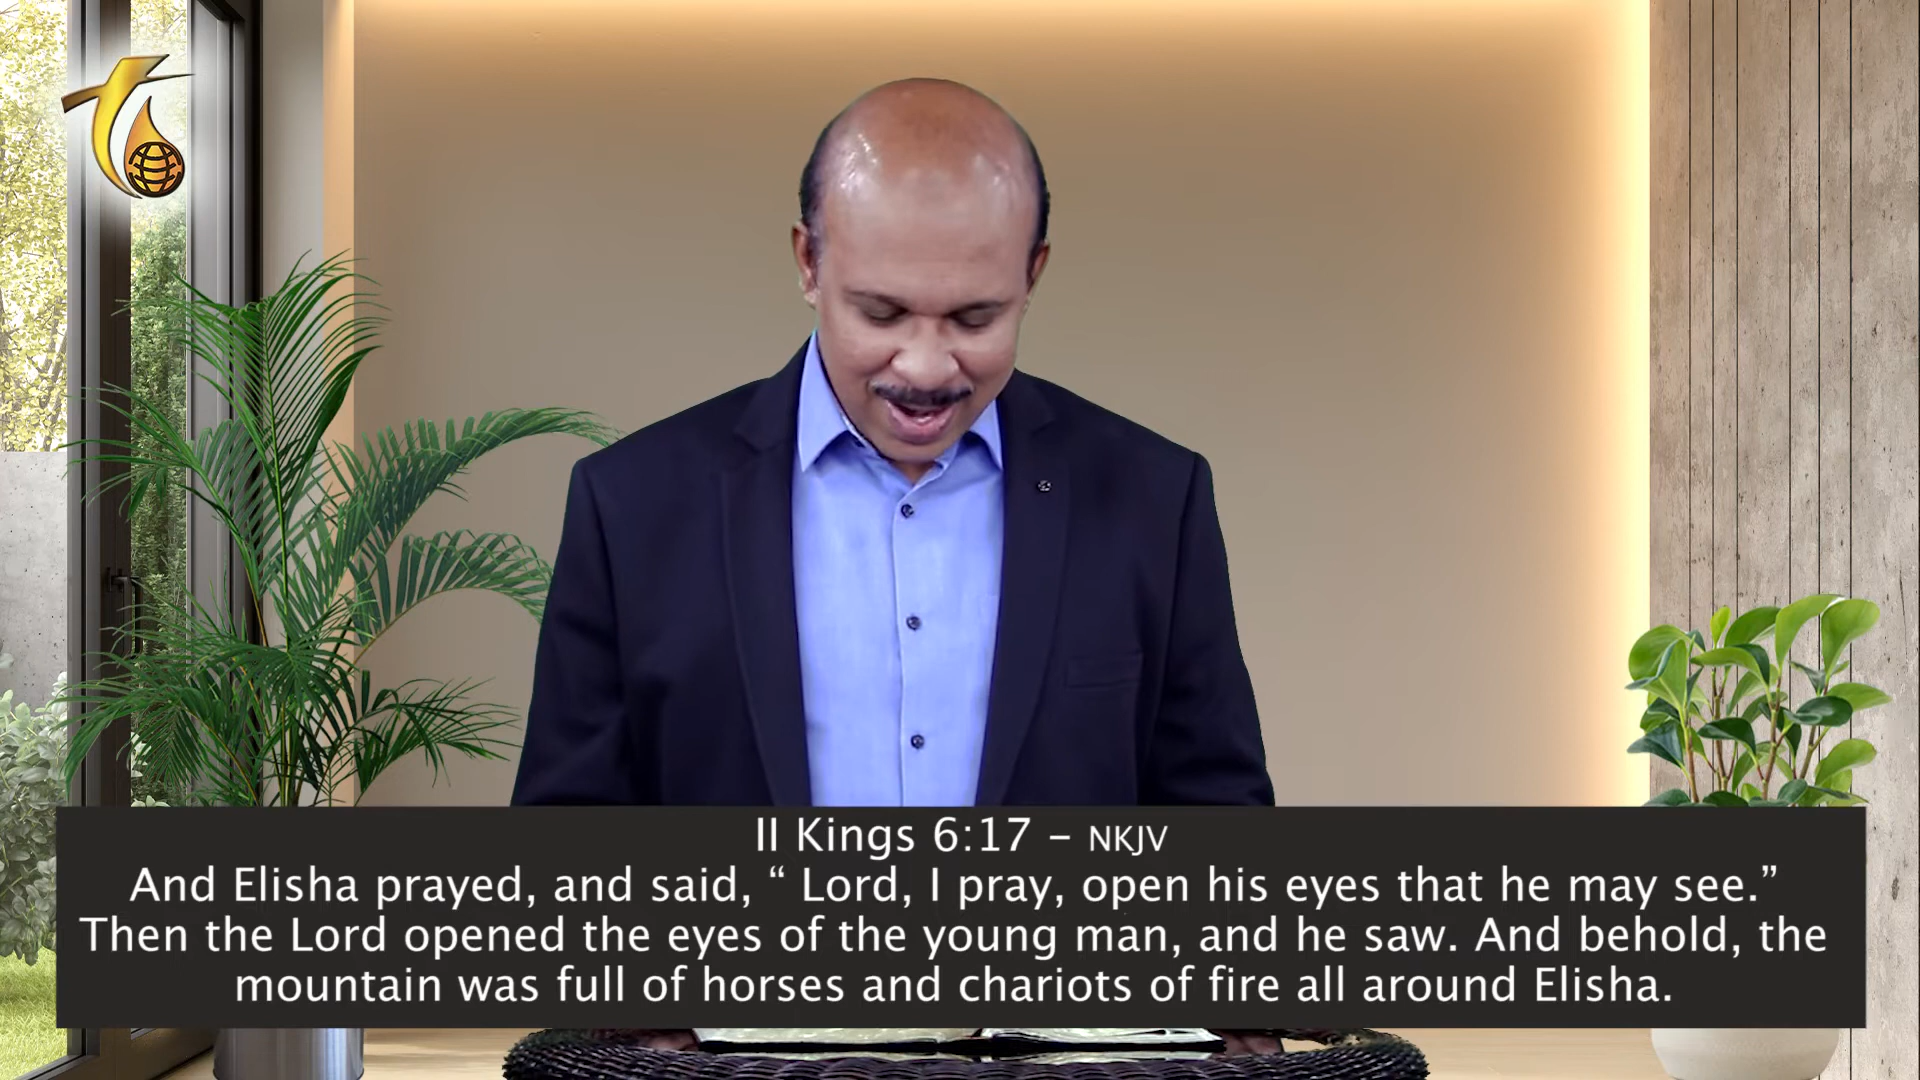 II Kings 6:17 – NKJV
And Elisha prayed, and said, “ Lord, I pray, open his eyes that he may see.”
Then the Lord opened the eyes of the young man, and he saw. And behold, the
mountain was full of horses and chariots of fire all around Elisha.